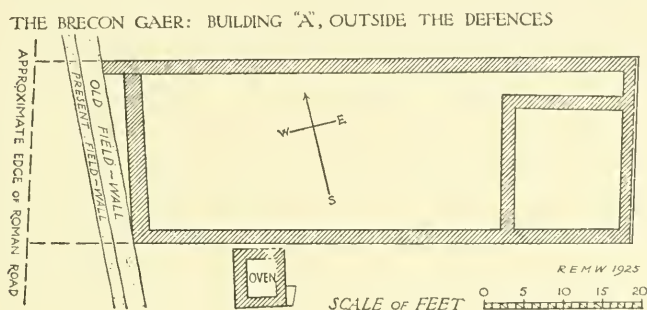 THE BRECON GAER: BUILDING "A", OUTSIDE THE DEFENCES
APPROXIMATE EDGE OF ROMAN ROAD
OLD FIELD-WALL
PRESENT FIELD-WALL
W E
S
OVEN
R E M W 1925
SCALE OF FEET 0 5 10 15 20